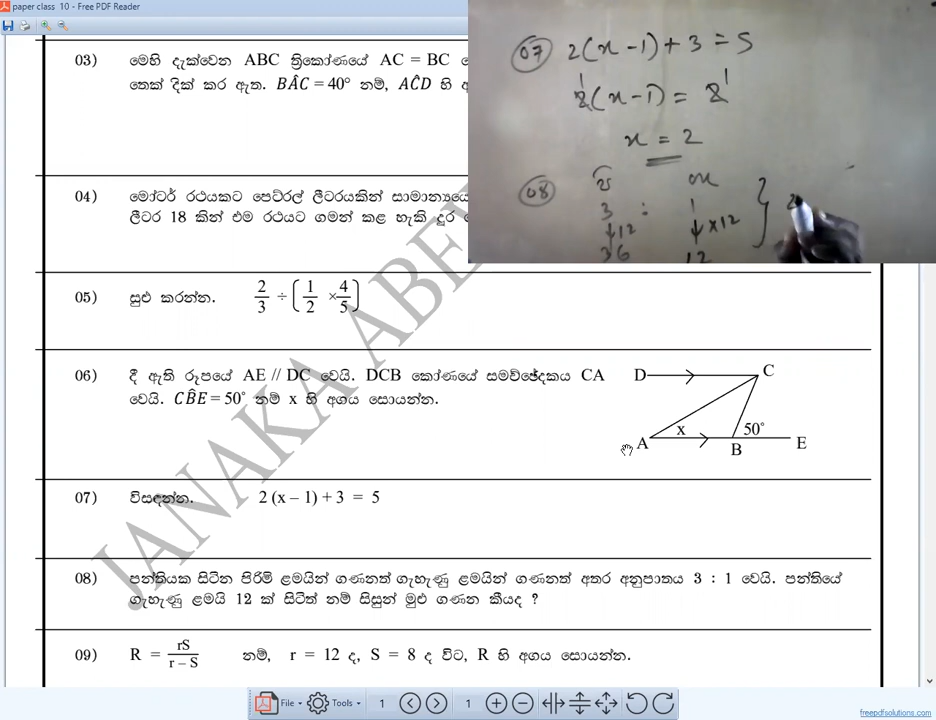 paper class 10 - Free PDF Reader
03) මෙහි දැක්වෙන ABC ත්‍රිකෝණයේ AC = BC
තෙක් දික් කර ඇත. BÂC = 40° නම්, AĈD හි
04) මෝටර් රථයකට පෙට්‍රල් ලීටරයකින් සාමාන්‍යයෙ
ලීටර 18 කින් එම රථයට ගමන් කළ හැකි දුර
05) සුළු කරන්න. 2/3 ÷ (1/2 × 4/5)
06) දී ඇති රූපයේ AE // DC වෙයි. DCB කෝණයේ සමච්ඡේදකය CA
වෙයි. CB̂E = 50° නම් x හි අගය සොයන්න.
D C
x 50°
A B E
07) විසඳන්න. 2 (x – 1) + 3 = 5
08) පන්තියක සිටින පිරිමි ළමයින් ගණනත් ගැහැණු ළමයින් ගණනත් අතර අනුපාතය 3 : 1 වෙයි. පන්තියේ
ගැහැණු ළමයි 12 ක් සිටිත් නම් සිසුන් මුළු ගණන කීයද ?
09) R = rS/r – S නම්, r = 12 ද, S = 8 ද විට, R හි අගය සොයන්න.
JANAKA ABE
07 2(x - 1) + 3 = 5
1 2(x - 1) = 2 1
x = 2
08
3 : 1
↓12 ↓×12
36 12
File Tools 1 1
freepdfsolutions.com